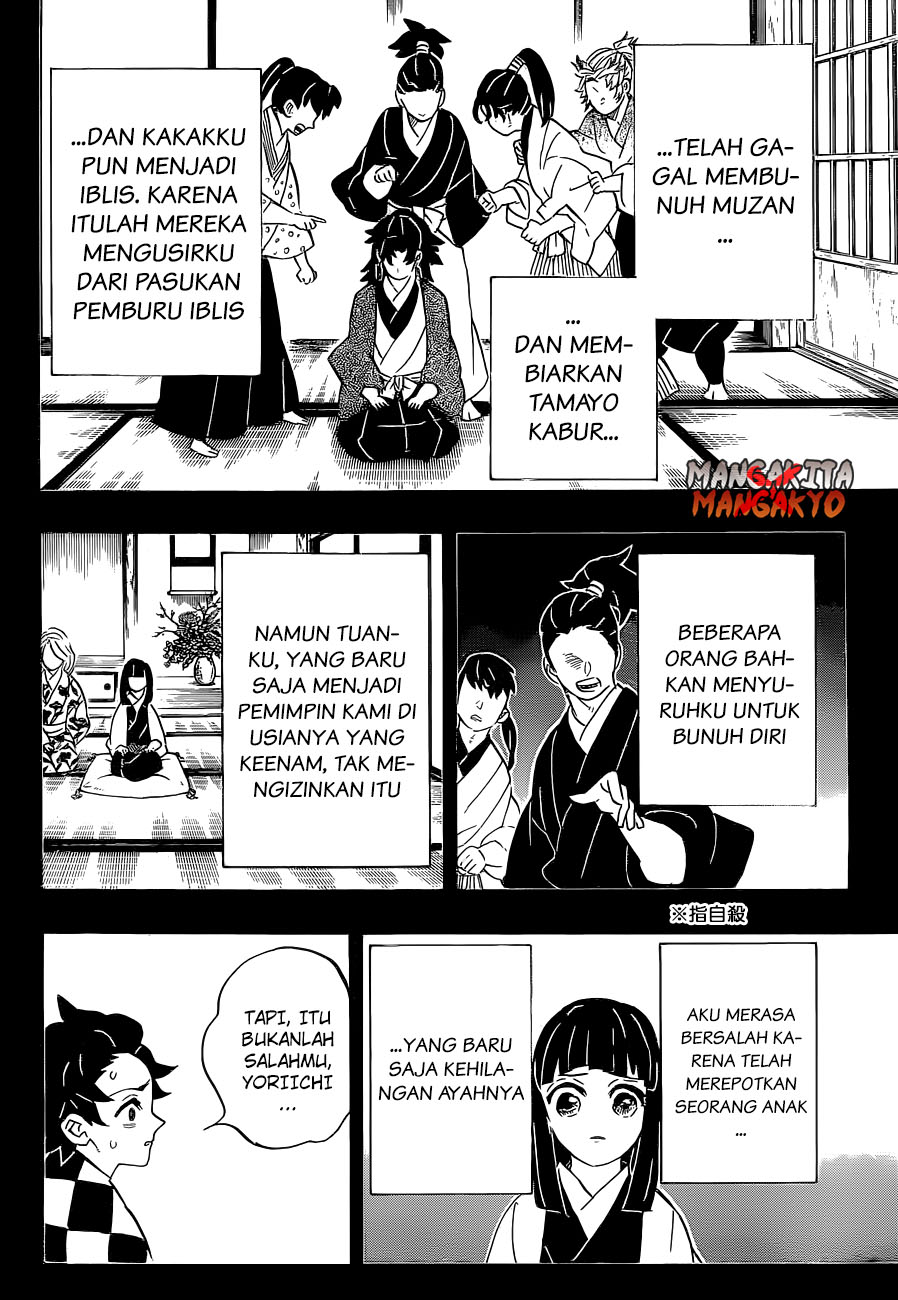 ...TELAH GA-
GAL MEMBU-
NUH MUZAN
...
...
DAN MEM-
BIARKAN
TAMAYO
KABUR...
...DAN KAKAKKU
PUN MENJADI
IBLIS. KARENA
ITULAH MEREKA
MENGUSIRKU
DARI PASUKAN
PEMBURU IBLIS
MANGAKITA
MANGAKYO
BEBERAPA
ORANG BAH-
KAN MENYU-
RUHKU UNTUK
BUNUH DIRI
NAMUN TUAN-
KU, YANG BARU
SAJA MENJADI
PEMIMPIN KAMI DI
USIANYA YANG
KEENAM, TAK ME-
NGIZINKAN ITU
※指自殺
AKU MERASA
BERSALAH KA-
RENA TELAH
MEREPOTKAN
SEORANG ANAK
...
...YANG BARU
SAJA KEHILA-
NGAN AYAHNYA
TAPI, ITU
BUKANLAH
SALAHMU,
YORIICHI
...